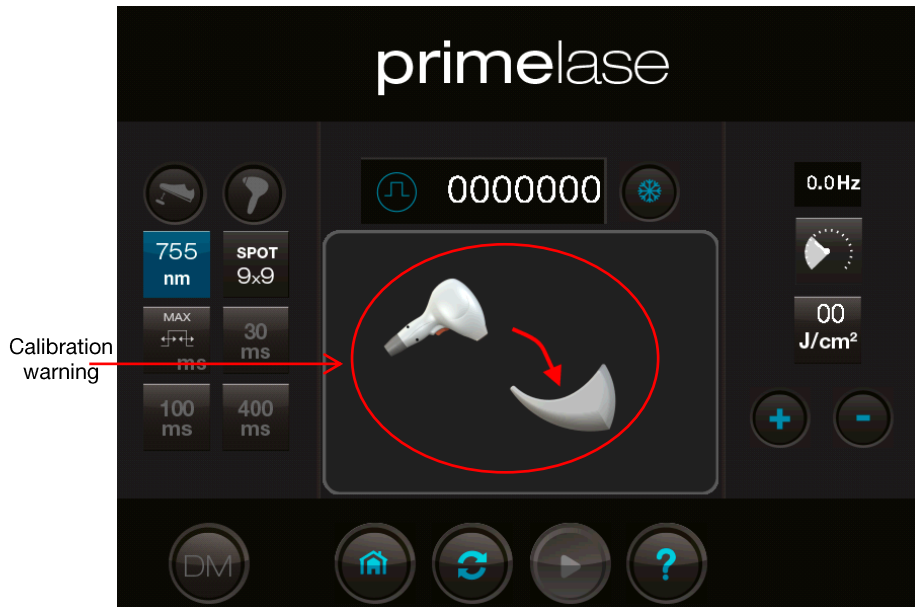 primelase
0000000
0.0Hz
755
nm
SPOT
9x9
MAX
ms
30
ms
00
J/cm²
Calibration
warning
100
ms
400
ms
+
-
DM
?